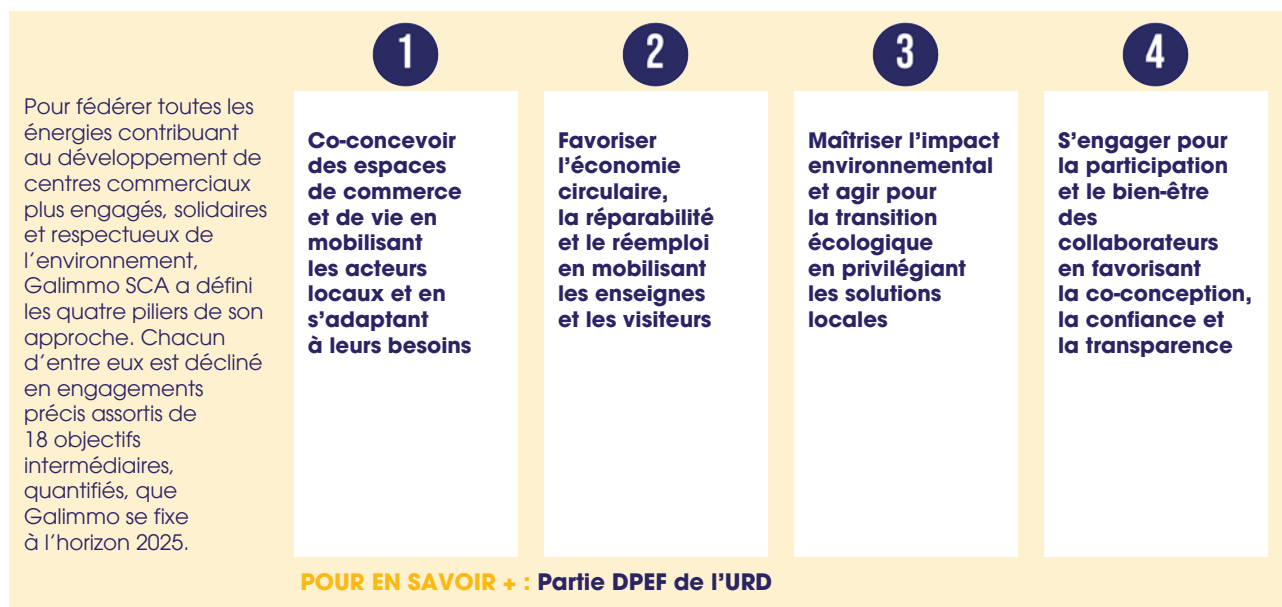 Pour fédérer toutes les
énergies contribuant
au développement de
centres commerciaux
plus engagés, solidaires
et respectueux de
l’environnement,
Galimmo SCA a défini
les quatre piliers de son
approche. Chacun
d’entre eux est décliné
en engagements
précis assortis de
18 objectifs
intermédiaires,
quantifiés, que
Galimmo se fixe
à l’horizon 2025.
1
Co-concevoir
des espaces
de commerce
et de vie en
mobilisant
les acteurs
locaux et en
s’adaptant
à leurs besoins
2
Favoriser
l’économie
circulaire,
la réparabilité
et le réemploi
en mobilisant
les enseignes
et les visiteurs
3
Maîtriser l’impact
environnemental
et agir pour
la transition
écologique
en privilégiant
les solutions
locales
4
S’engager pour
la participation
et le bien-être
des
collaborateurs
en favorisant
la co-conception,
la confiance et
la transparence
POUR EN SAVOIR + : Partie DPEF de l’URD